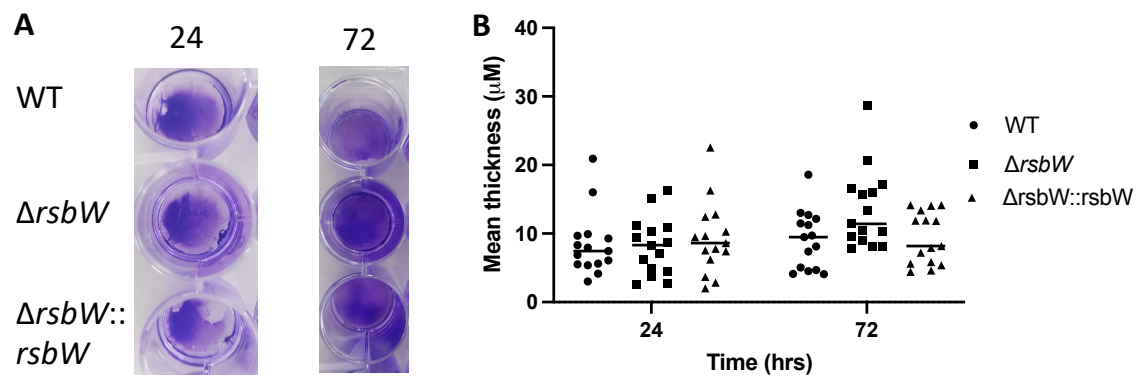 A
24
72
WT
ΔrsbW
ΔrsbW::
rsbW
B
Mean thickness (μM)
40
30
20
10
0
24
72
Time (hrs)
WT
ΔrsbW
ΔrsbW::rsbW